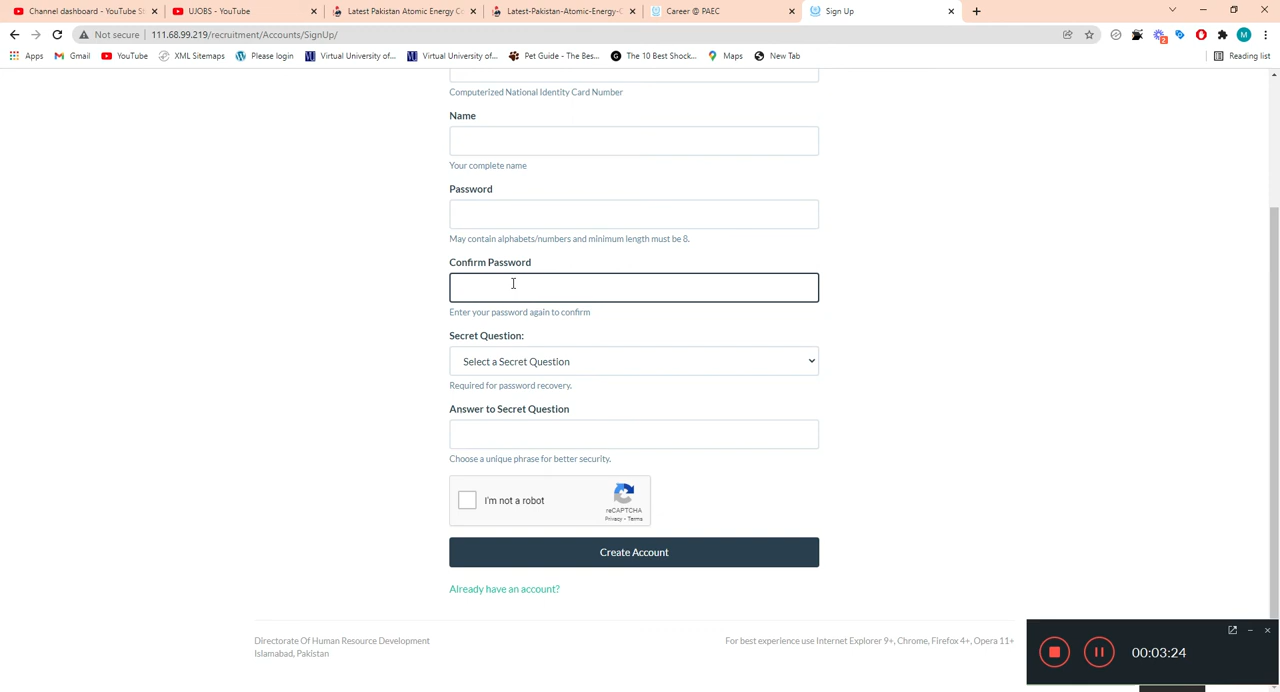 Channel dashboard - YouTube St
UJOBS - YouTube
Latest Pakistan Atomic Energy Co
Latest-Pakistan-Atomic-Energy-C
Career @ PAEC
Sign Up
Not secure
111.68.99.219/recruitment/Accounts/SignUp/
2
M
Apps
Gmail
YouTube
XML Sitemaps
Please login
Virtual University of...
Virtual University of...
Pet Guide - The Bes...
The 10 Best Shock...
Maps
New Tab
Reading list
Computerized National Identity Card Number
Name
Your complete name
Password
May contain alphabets/numbers and minimum length must be 8.
Confirm Password
Enter your password again to confirm
Secret Question:
Select a Secret Question
Required for password recovery.
Answer to Secret Question
Choose a unique phrase for better security.
I'm not a robot
reCAPTCHA
Privacy - Terms
Create Account
Already have an account?
Directorate Of Human Resource Development
Islamabad, Pakistan
For best experience use Internet Explorer 9+, Chrome, Firefox 4+, Opera 11+
00:03:24